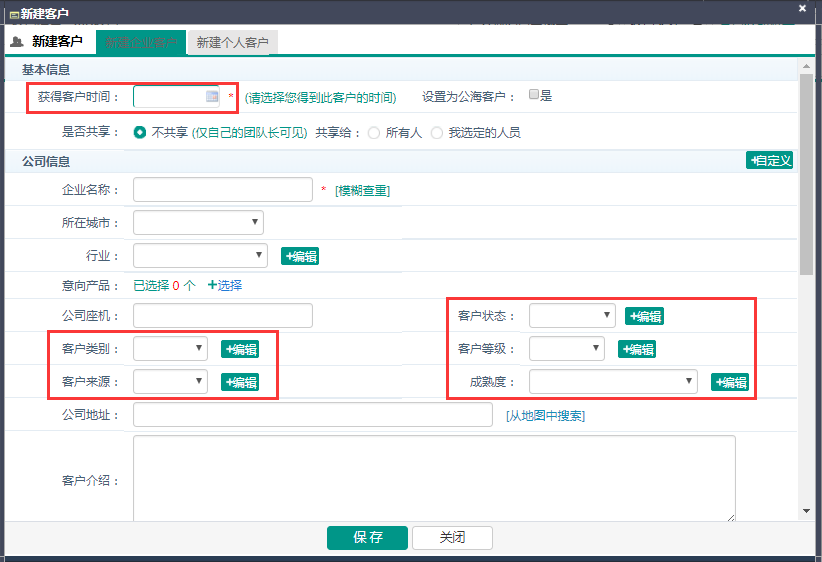 新建客户
新建客户 新建企业客户 新建个人客户
基本信息
获得客户时间： * (请选择您得到此客户的时间) 设置为公海客户： 是
是否共享： 不共享 (仅自己的团队长可见) 共享给： 所有人 我选定的人员
公司信息 +自定义
企业名称： * [模糊查重]
所在城市：
行业： +编辑
意向产品： 已选择 0 个 +选择
公司座机： 客户状态： +编辑
客户类别： +编辑 客户等级： +编辑
客户来源： +编辑 成熟度： +编辑
公司地址： [从地图中搜索]
客户介绍：
保存 关闭